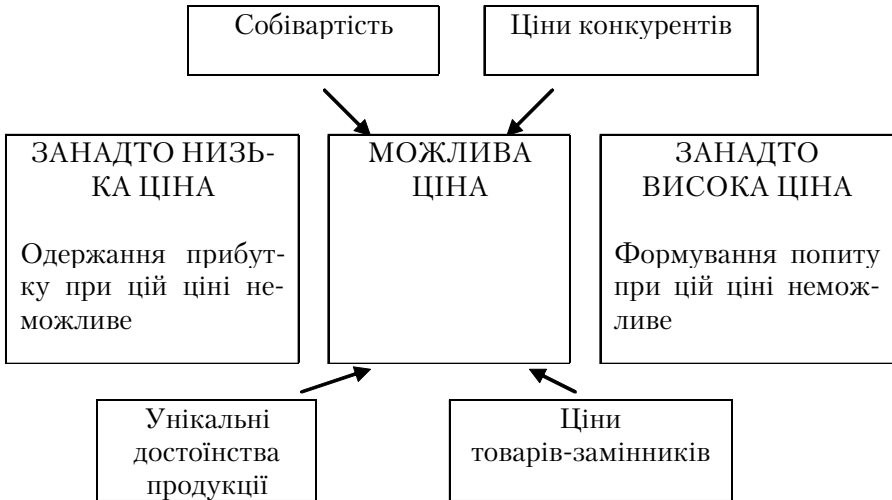 Собівартість
Ціни конкурентів
ЗАНАДТО НИЗЬ-
КА ЦІНА
Одержання прибут-
ку при цій ціні не-
можливе
МОЖЛИВА
ЦІНА
ЗАНАДТО
ВИСОКА ЦІНА
Формування попиту
при цій ціні немож-
ливе
Унікальні
достоїнства
продукції
Ціни
товарів-замінників